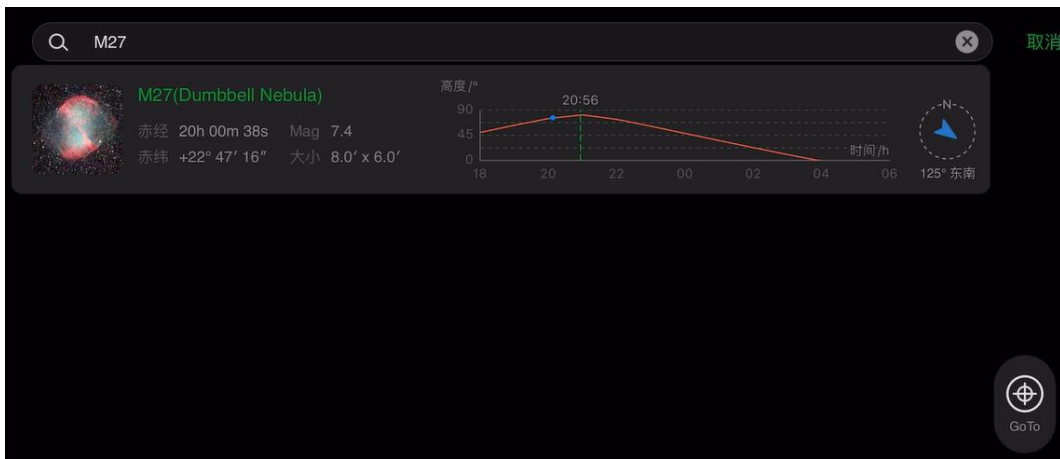 M27
取消
M27(Dumbbell Nebula)
赤经 20h 00m 38s Mag 7.4
赤纬 +22° 47′ 16″ 大小 8.0′ x 6.0′
高度/°
20:56
90
45
0
时间/h
18 20 22 00 02 04 06
N
125° 东南
GoTo